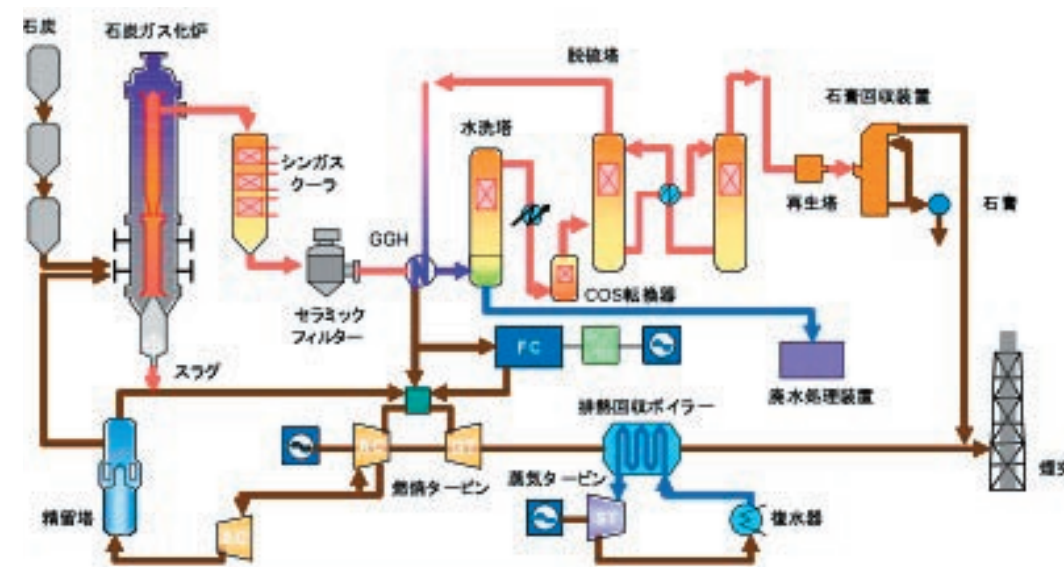 石炭
石炭ガス化炉
脱硫塔
石膏回収装置
水洗塔
シンガス
クーラ
再生塔
石膏
GGH
COS転換器
セラミック
フィルター
FC
スラグ
廃水処理装置
排熱回収ボイラー
AC
GT
燃焼タービン
蒸気タービン
精留塔
AC
ST
復水器